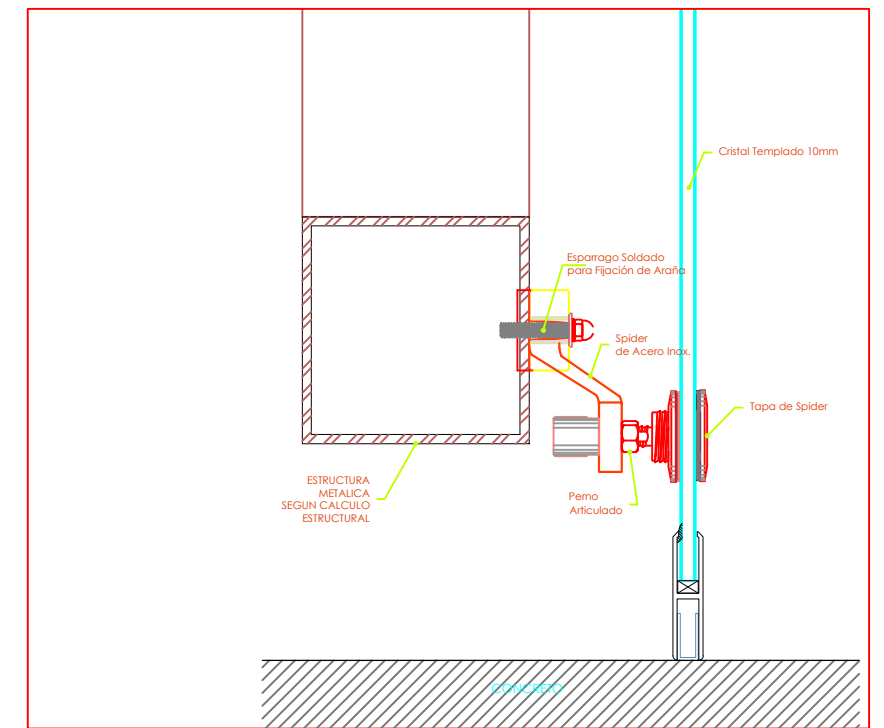 Cristal Templado 10mm
Esparrago Soldado
para Fijación de Araña
Spider
de Acero Inox.
Tapa de Spider
ESTRUCTURA
METALICA
SEGUN CALCULO
ESTRUCTURAL
Perno
Articulado
CONCRETO